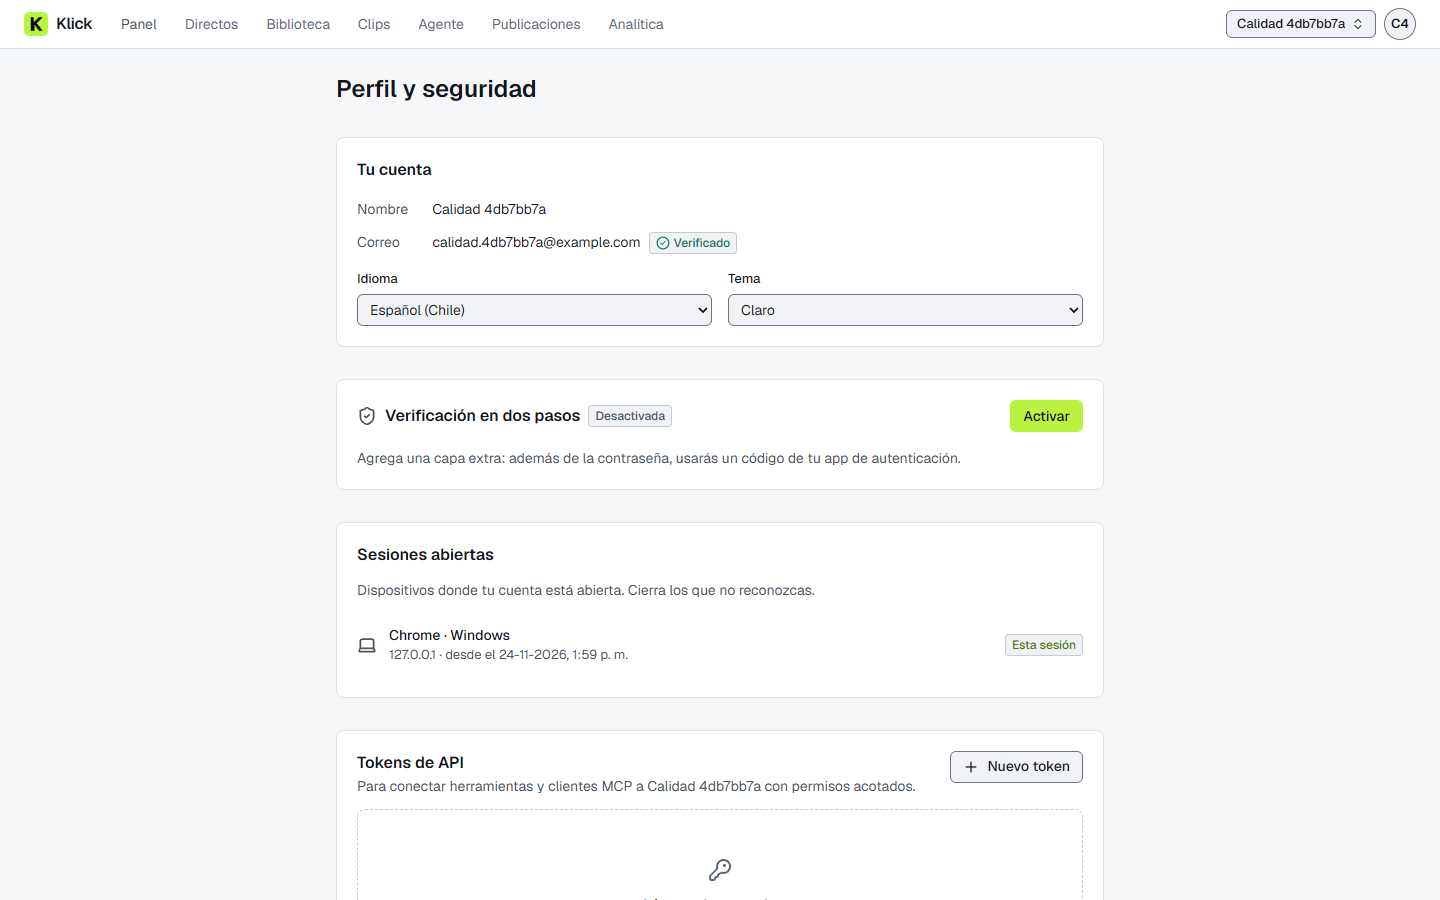 K Klick Panel Directos Biblioteca Clips Agente Publicaciones Analítica Calidad 4db7bb7a C4
Perfil y seguridad
Tu cuenta
Nombre Calidad 4db7bb7a
Correo calidad.4db7bb7a@example.com Verificado
Idioma Tema
Español (Chile) Claro
Verificación en dos pasos Desactivada Activar
Agrega una capa extra: además de la contraseña, usarás un código de tu app de autenticación.
Sesiones abiertas
Dispositivos donde tu cuenta está abierta. Cierra los que no reconozcas.
Chrome · Windows
127.0.0.1 · desde el 24-11-2026, 1:59 p. m. Esta sesión
Tokens de API
Nuevo token
Para conectar herramientas y clientes MCP a Calidad 4db7bb7a con permisos acotados.